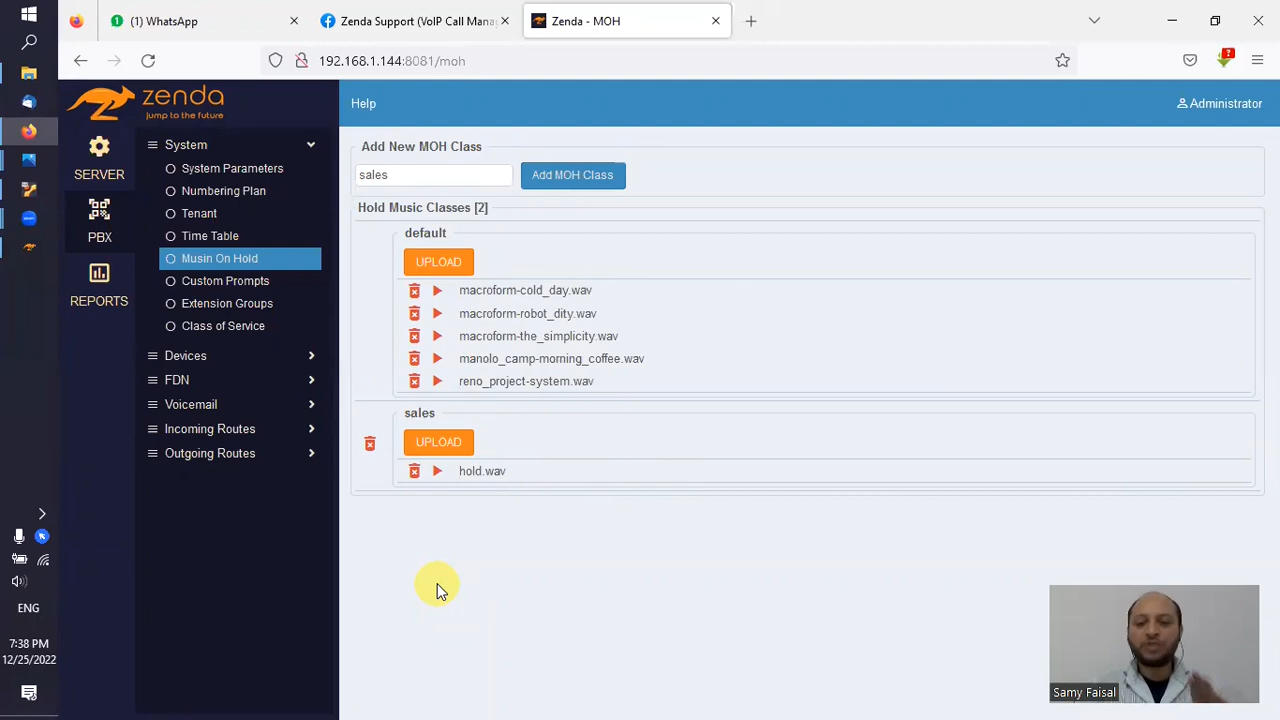 (1) WhatsApp
Zenda Support (VoIP Call Mana
Zenda - MOH
192.168.1.144:8081/moh
zenda
jump to the future
Help
Administrator
SERVER
PBX
REPORTS
System
System Parameters
Numbering Plan
Tenant
Time Table
Musin On Hold
Custom Prompts
Extension Groups
Class of Service
Devices
FDN
Voicemail
Incoming Routes
Outgoing Routes
Add New MOH Class
sales
Add MOH Class
Hold Music Classes [2]
default
UPLOAD
macroform-cold_day.wav
macroform-robot_dity.wav
macroform-the_simplicity.wav
manolo_camp-morning_coffee.wav
reno_project-system.wav
sales
UPLOAD
hold.wav
ENG
7:38 PM
12/25/2022
Samy Faisal